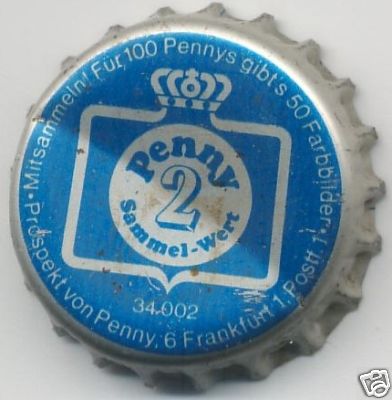 Mitsammeln! Für 100 Pennys gibt's 50 Farbbilder
Prospekt von Penny, 6 Frankfurt 1, Postf.
Penny
2
Sammel-Wert
34.002